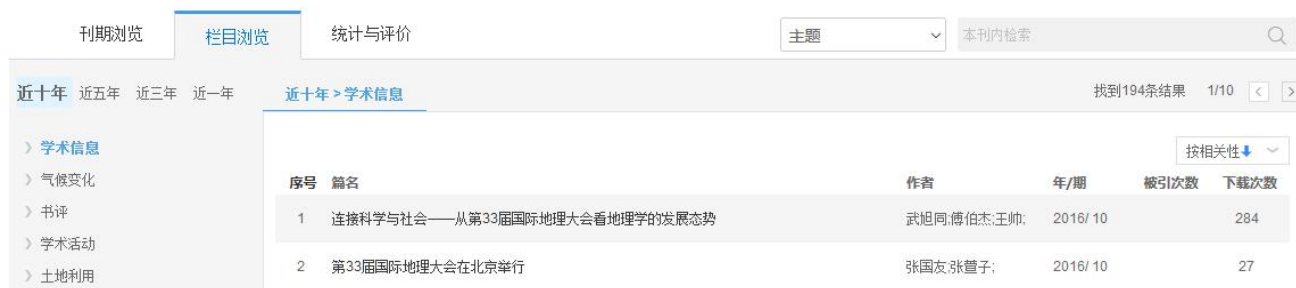 刊期浏览 栏目浏览 统计与评价 主题 本刊内检索
近十年 近五年 近三年 近一年 近十年 > 学术信息 找到194条结果 1/10 < >
学术信息 按相关性
气候变化 序号 篇名 作者 年/期 被引次数 下载次数
书评 1 连接科学与社会——从第33届国际地理大会看地理学的发展态势 武旭同;傅伯杰;王帅; 2016/10 284
学术活动
土地利用 2 第33届国际地理大会在北京举行 张国友;张萱子; 2016/10 27